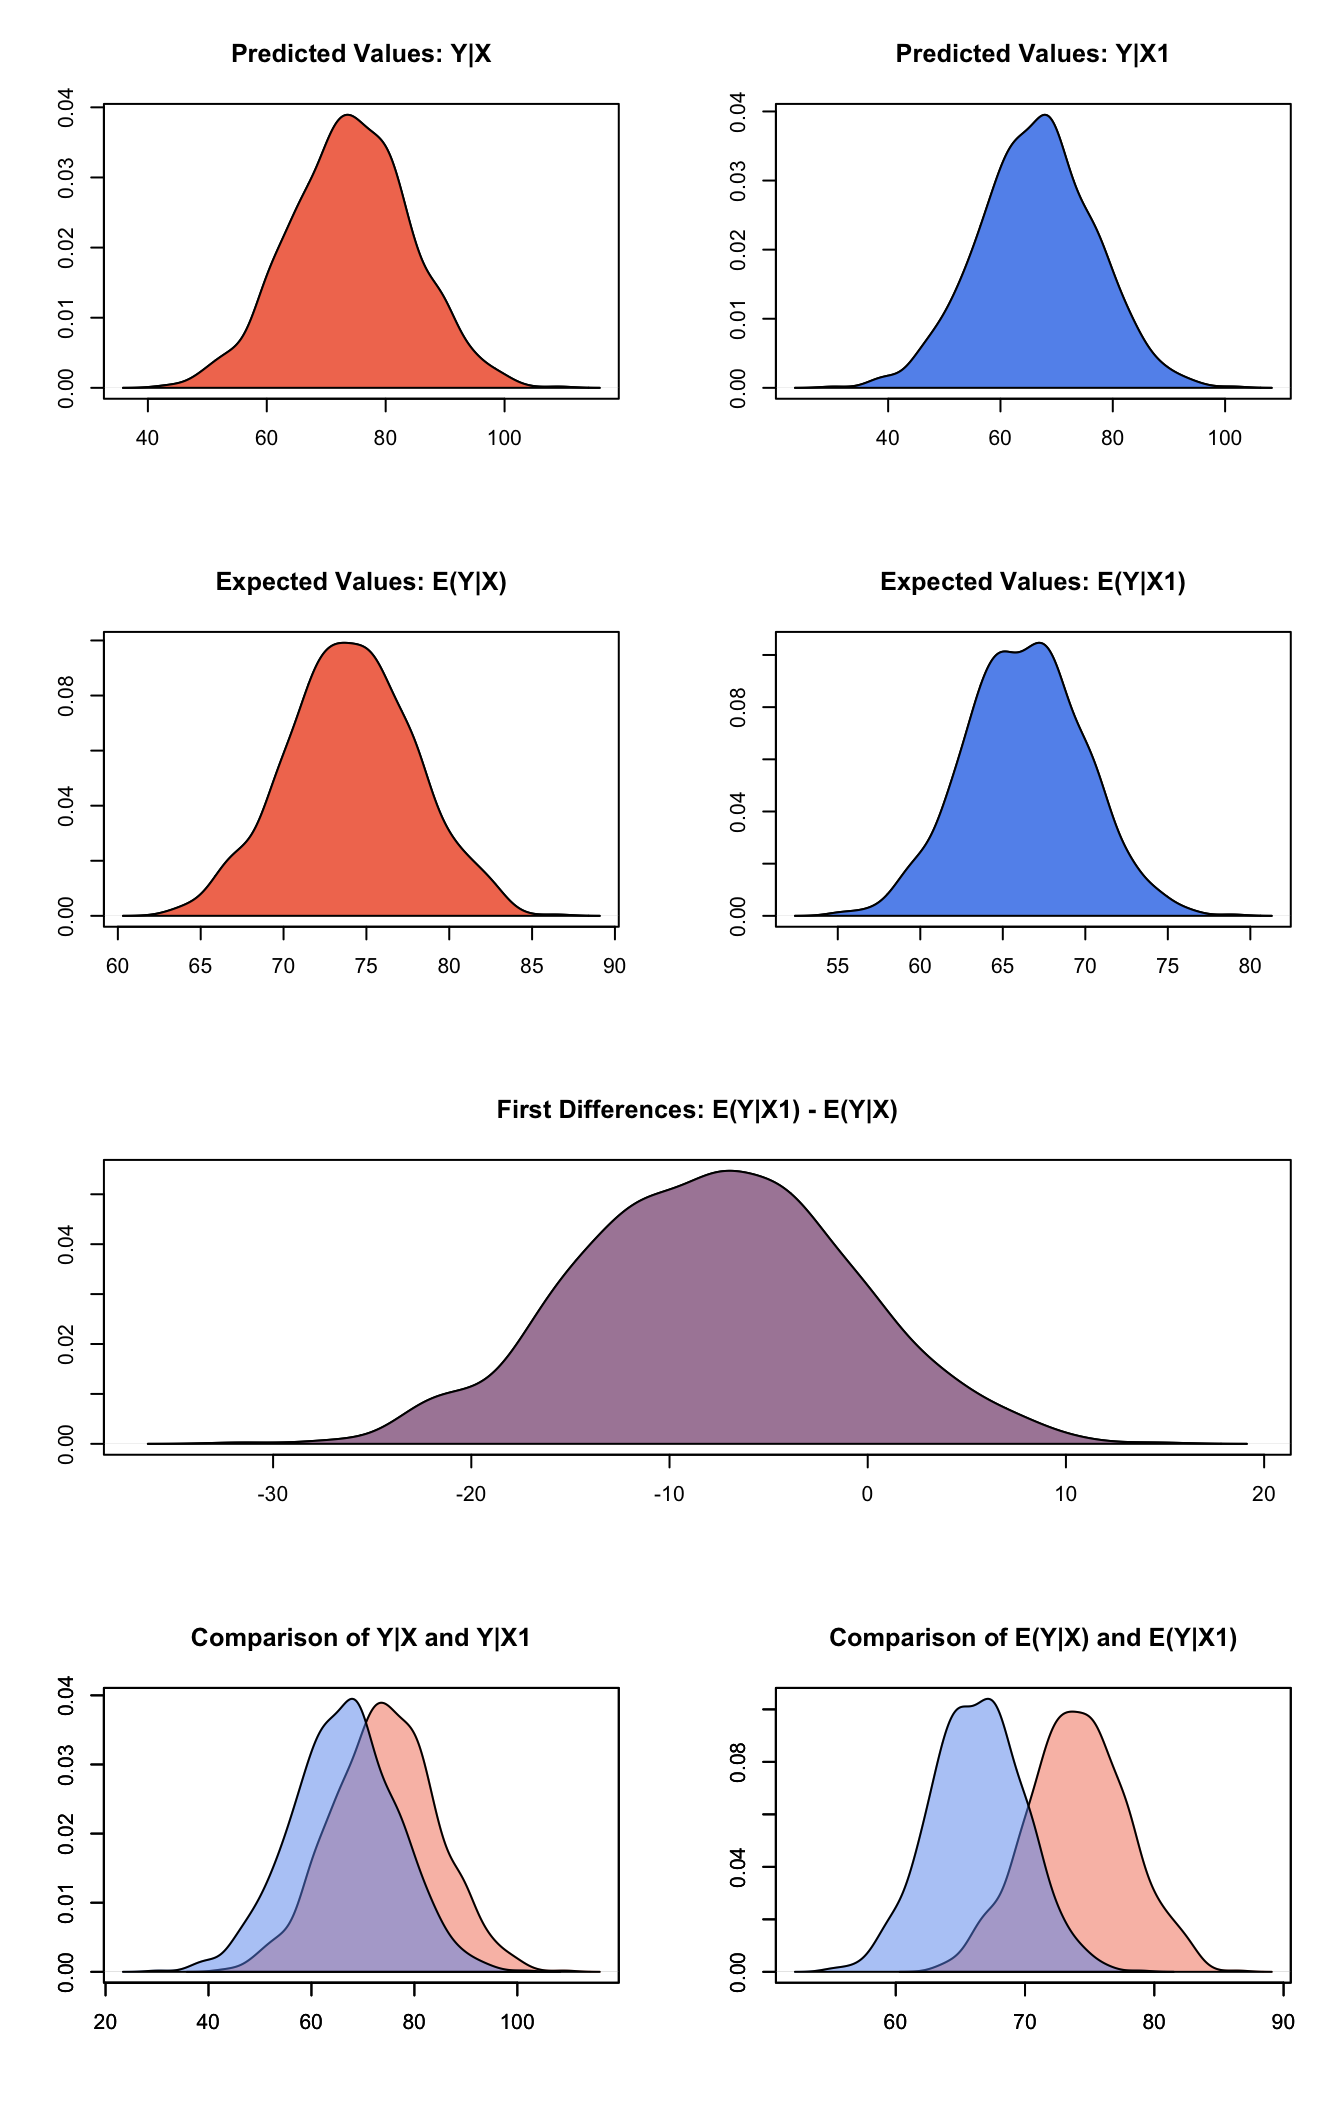 Predicted Values: Y|X
0.04
0.03
0.02
0.01
0.00
40 60 80 100
Predicted Values: Y|X1
0.04
0.03
0.02
0.01
0.00
40 60 80 100
Expected Values: E(Y|X)
0.08
0.04
0.00
60 65 70 75 80 85 90
Expected Values: E(Y|X1)
0.08
0.04
0.00
55 60 65 70 75 80
First Differences: E(Y|X1) - E(Y|X)
0.04
0.02
0.00
-30 -20 -10 0 10 20
Comparison of Y|X and Y|X1
0.04
0.03
0.02
0.01
0.00
20 40 60 80 100
Comparison of E(Y|X) and E(Y|X1)
0.08
0.04
0.00
60 70 80 90